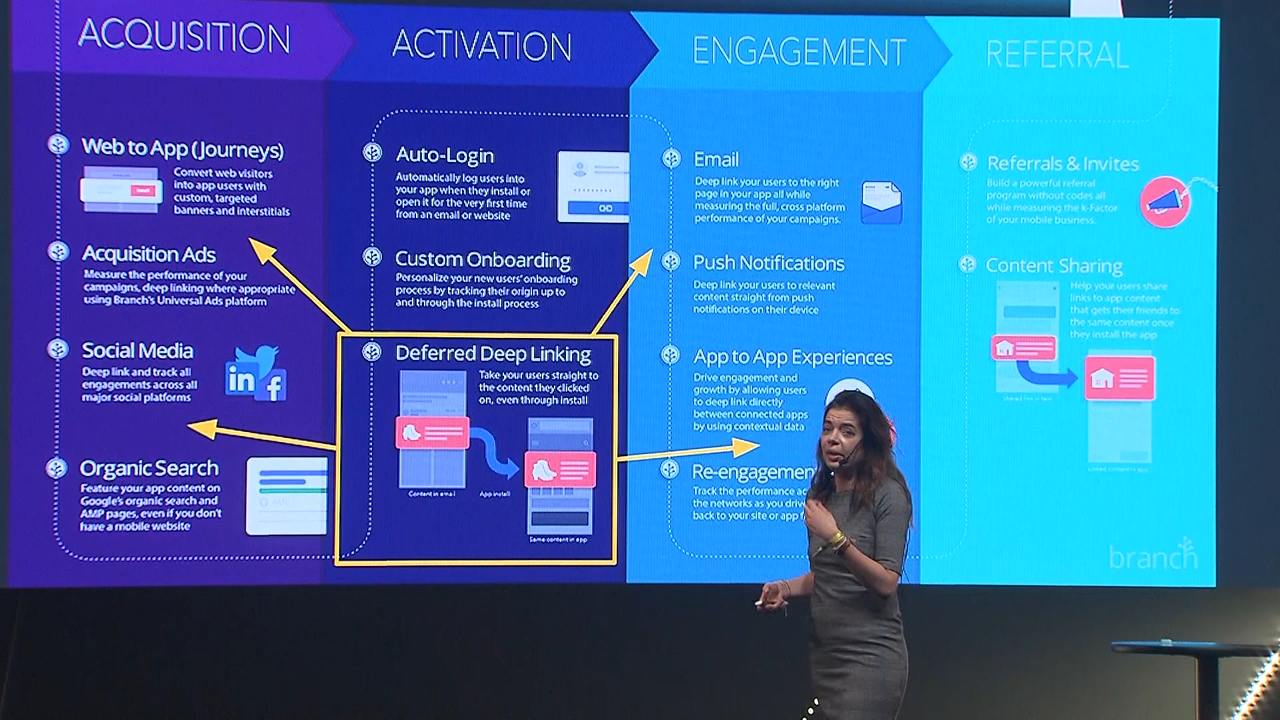 ACQUISITION
Web to App (Journeys)
Convert web visitors
into app users with
custom, targeted
banners and interstitials
Acquisition Ads
Measure the performance of your
campaigns, deep linking where appropriate
using Branch's Universal Ads platform
Social Media
Deep link and track all
engagements across all
major social platforms
in
f
Organic Search
Feature your app content on
Google's organic search and
AMP pages, even if you don't
have a mobile website
ACTIVATION
Auto-Login
Automatically log users into
your app when they install or
open it for the very first time
from an email or website
Custom Onboarding
Personalize your new users' onboarding
process by tracking their origin up to
and through the install process
Deferred Deep Linking
Take your users straight to
the content they clicked
on, even through install
Content in email
App install
Same content in app
ENGAGEMENT
Email
Deep link your users to the right
page in your app all while
measuring the full, cross platform
performance of your campaigns.
Push Notifications
Deep link your users to relevant
content straight from push
notifications on their device
App to App Experiences
Drive engagement and
growth by allowing users
to deep link directly
between connected apps
by using contextual data
Re-engagemen
Track the performance ac
the networks as you drive
back to your site or app f
REFERRAL
Referrals & Invites
Build a powerful referral
program without codes all
while measuring the k-Factor
of your mobile business.
Content Sharing
Help your users share
links to app content
that gets their friends to
the same content once
they install the app
Linked content in app
branch